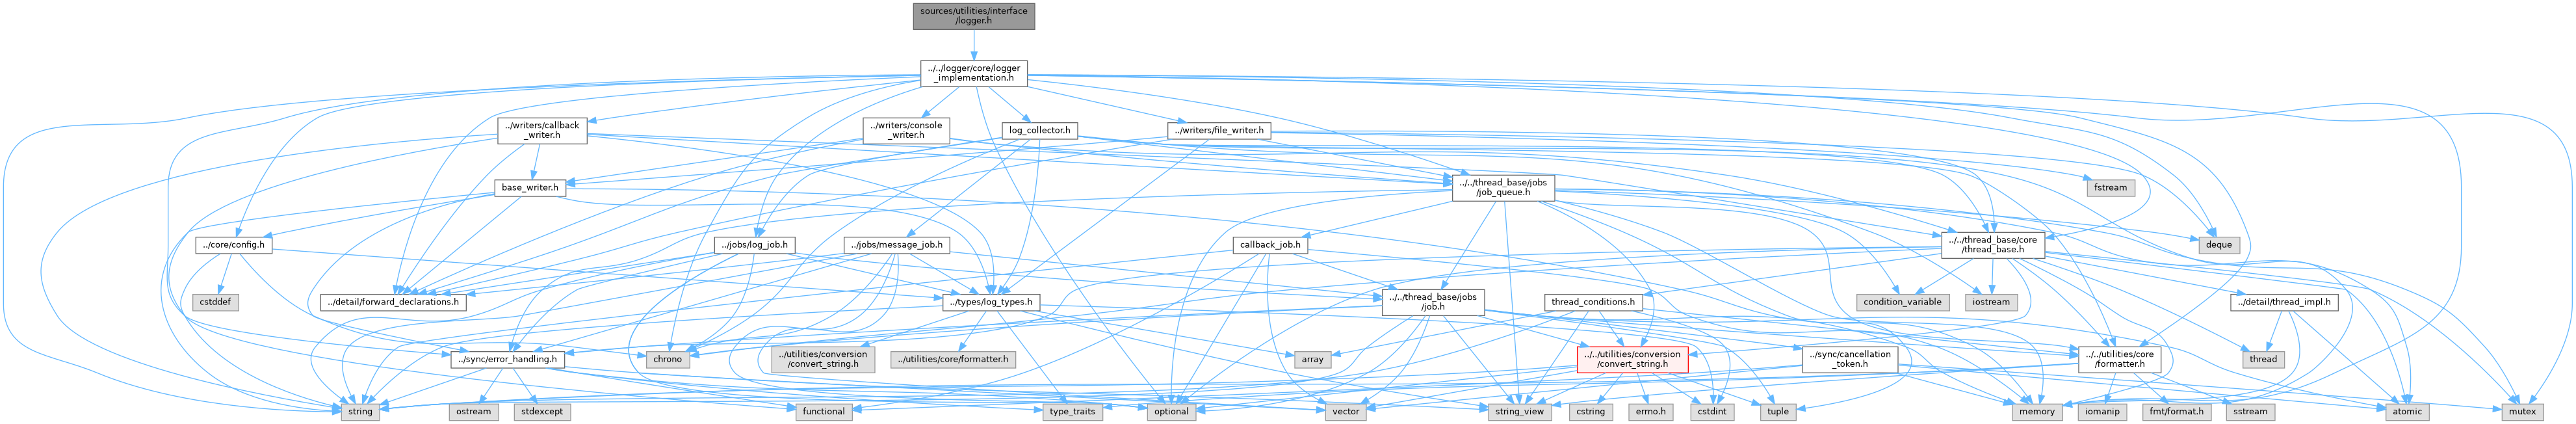 sources/utilities/interface
/logger.h
../../logger/core/logger
_implementation.h
../writers/callback
_writer.h
../writers/console
_writer.h
log_collector.h
../writers/file_writer.h
base_writer.h
../../thread_base/jobs
/job_queue.h
fstream
../core/config.h
../jobs/log_job.h
../jobs/message_job.h
callback_job.h
../../thread_base/core
/thread_base.h
deque
cstddef
../detail/forward_declarations.h
../types/log_types.h
../../thread_base/jobs
/job.h
thread_conditions.h
condition_variable
iostream
../detail/thread_impl.h
../sync/error_handling.h
chrono
../utilities/conversion
/convert_string.h
../utilities/core/formatter.h
array
../../utilities/conversion
/convert_string.h
../sync/cancellation
_token.h
../../utilities/core
/formatter.h
thread
string
ostream
stdexcept
functional
type_traits
optional
vector
string_view
cstring
errno.h
cstdint
tuple
memory
iomanip
fmt/format.h
sstream
atomic
mutex